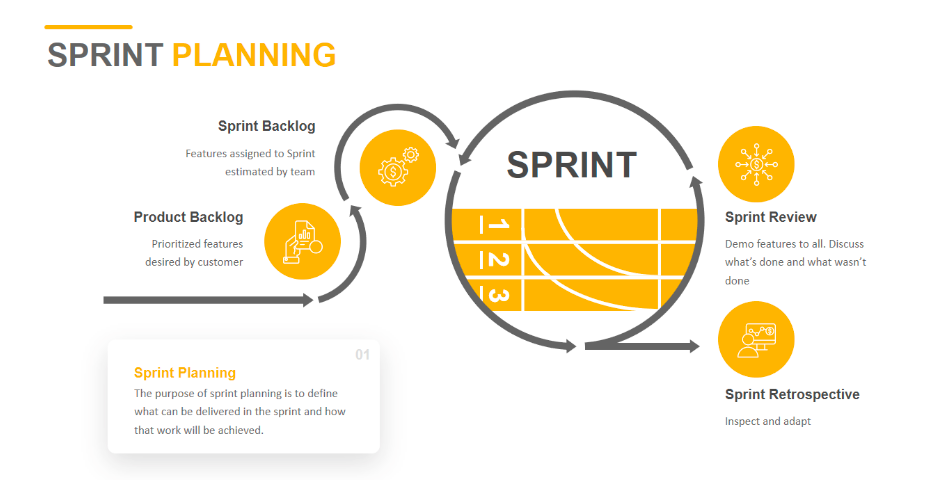 SPRINT PLANNING
Sprint Backlog
Features assigned to Sprint
estimated by team
Product Backlog
Prioritized features
desired by customer
SPRINT
1
2
3
Sprint Review
Demo features to all. Discuss
what’s done and what wasn’t
done
Sprint Retrospective
Inspect and adapt
01
Sprint Planning
The purpose of sprint planning is to define
what can be delivered in the sprint and how
that work will be achieved.